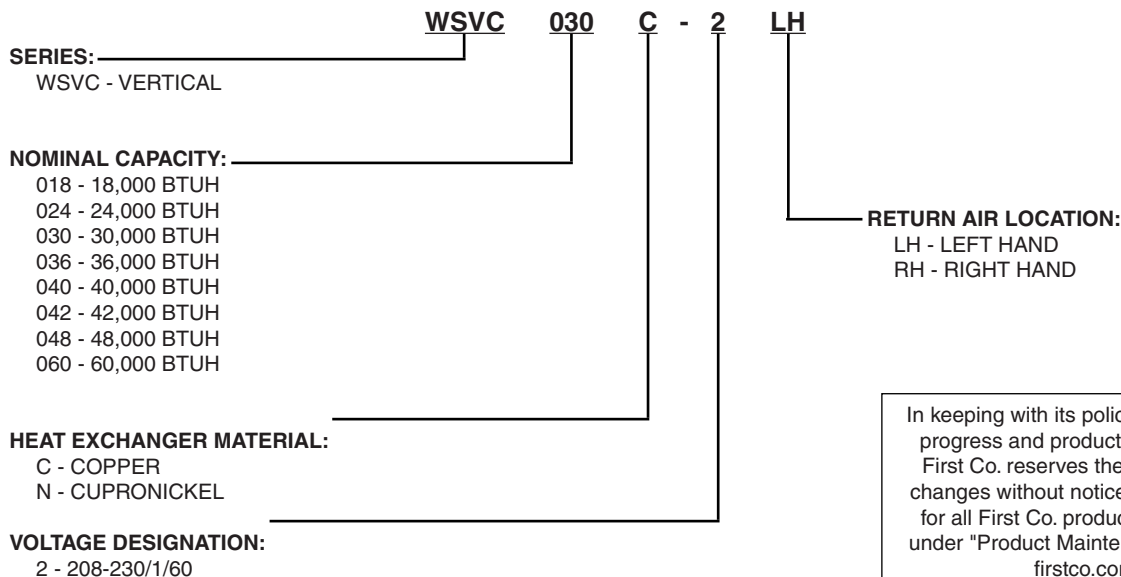 WSVC 030 C - 2 LH
SERIES:
WSVC - VERTICAL
NOMINAL CAPACITY:
018 - 18,000 BTUH
024 - 24,000 BTUH
030 - 30,000 BTUH
036 - 36,000 BTUH
040 - 40,000 BTUH
042 - 42,000 BTUH
048 - 48,000 BTUH
060 - 60,000 BTUH
HEAT EXCHANGER MATERIAL:
C - COPPER
N - CUPRONICKEL
VOLTAGE DESIGNATION:
2 - 208-230/1/60
RETURN AIR LOCATION:
LH - LEFT HAND
RH - RIGHT HAND
In keeping with its
progress and product
First Co. reserves the
changes without notice
for all First Co.
under "Product